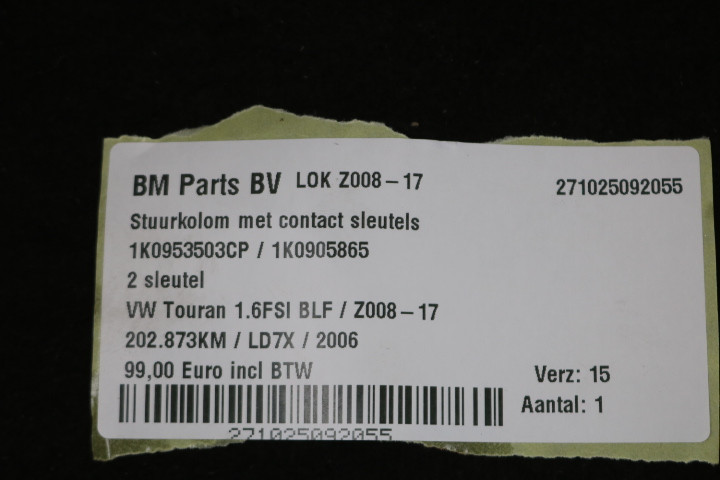 BM Parts BV LOK Z008-17 271025092055
Stuurkolom met contact sleutels
1K0953503CP / 1K0905865
2 sleutel
VW Touran 1.6FSI BLF / Z008-17
202.873KM / LD7X / 2006
99,00 Euro incl BTW Verz: 15
Aantal: 1
271025092055